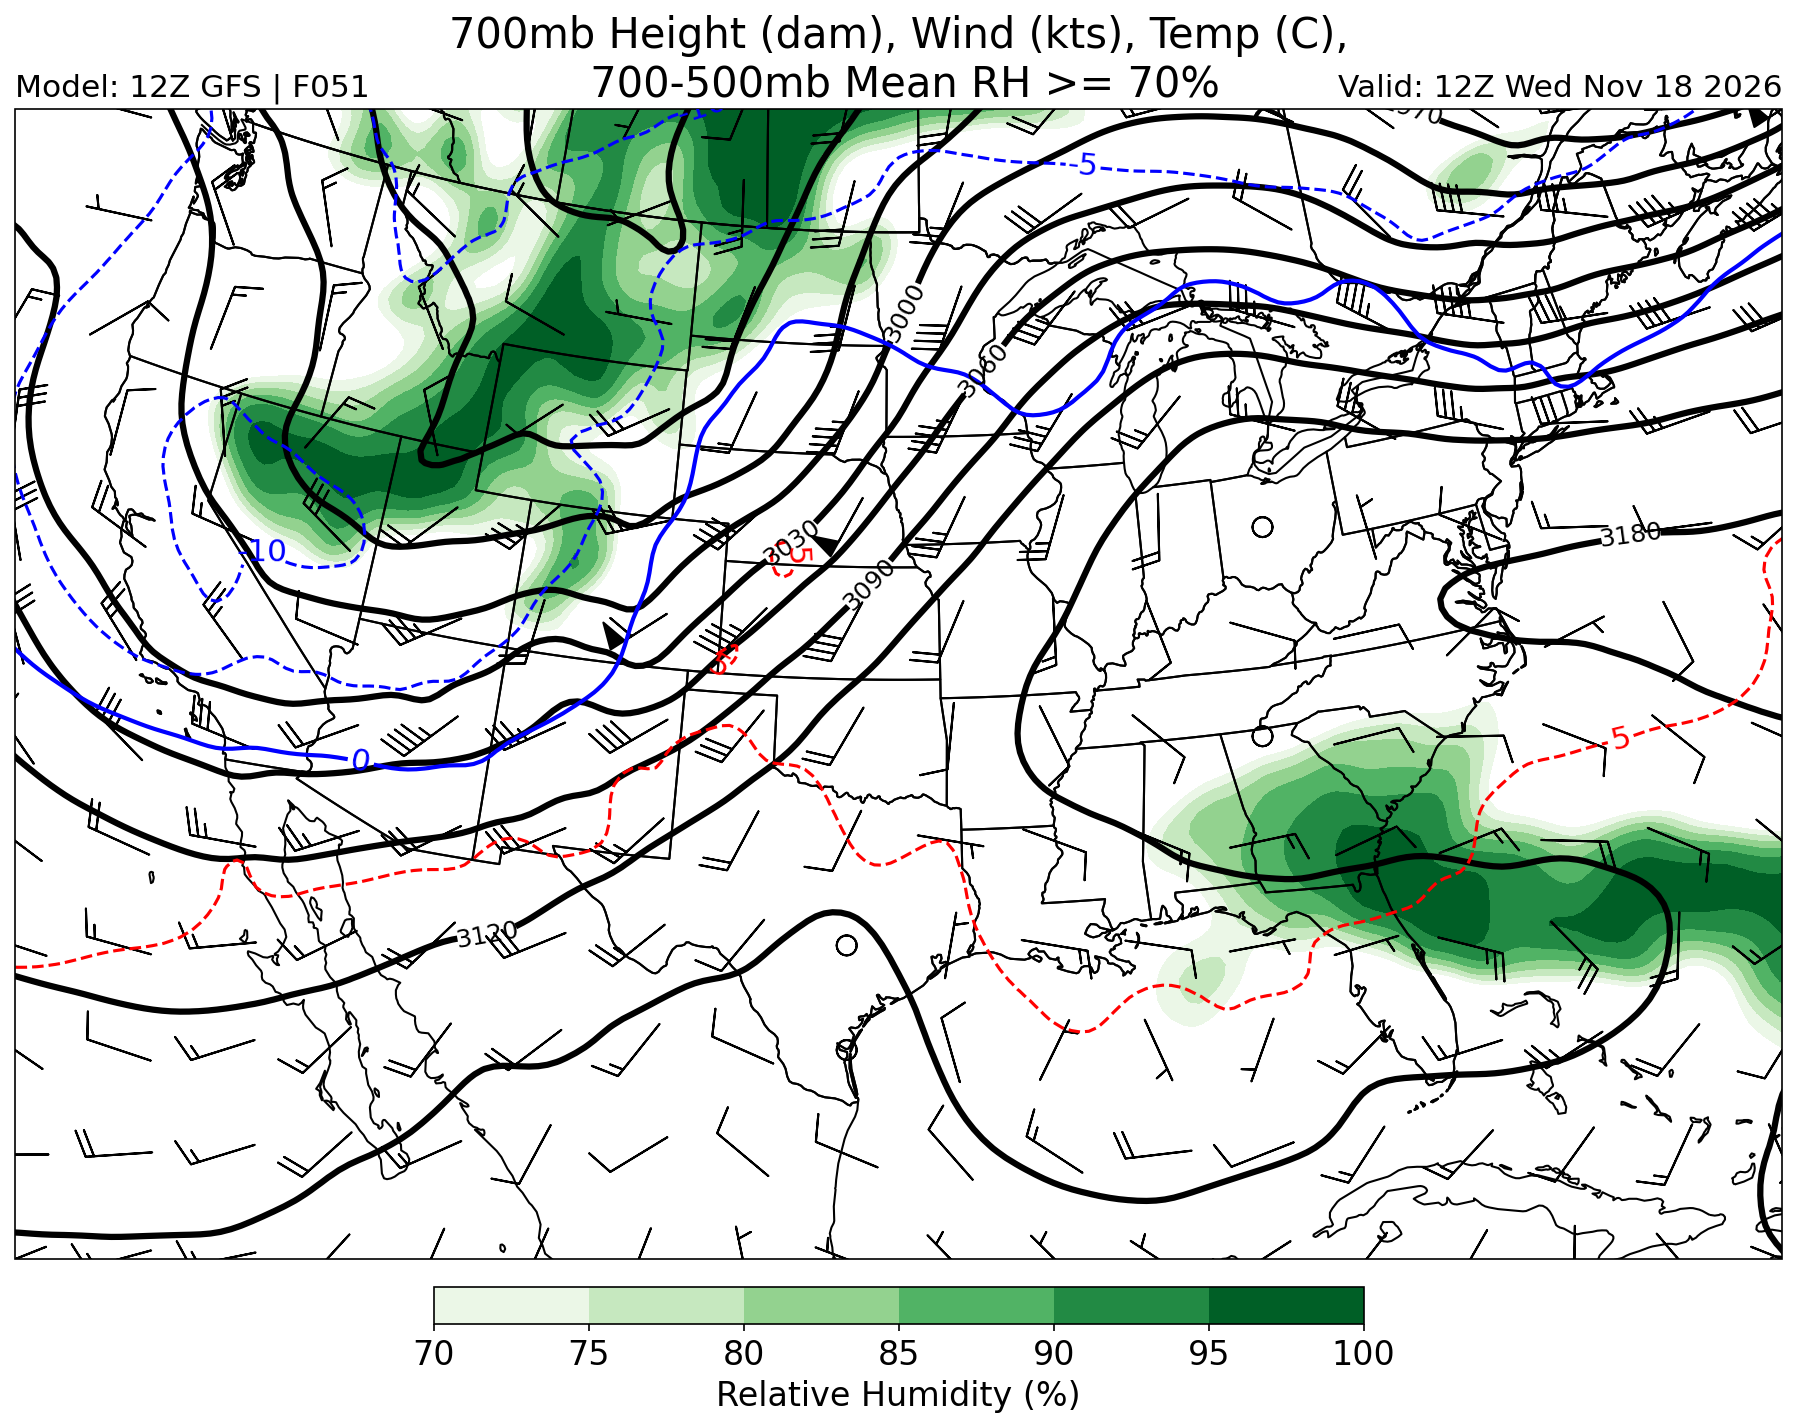 700mb Height (dam), Wind (kts), Temp (C),
700-500mb Mean RH >= 70%
Model: 12Z GFS | F051
Valid: 12Z Wed Nov 18 2026
-5
3000
3060
-10
3030
5
3090
3180
5
5
0
3120
70 75 80 85 90 95 100
Relative Humidity (%)